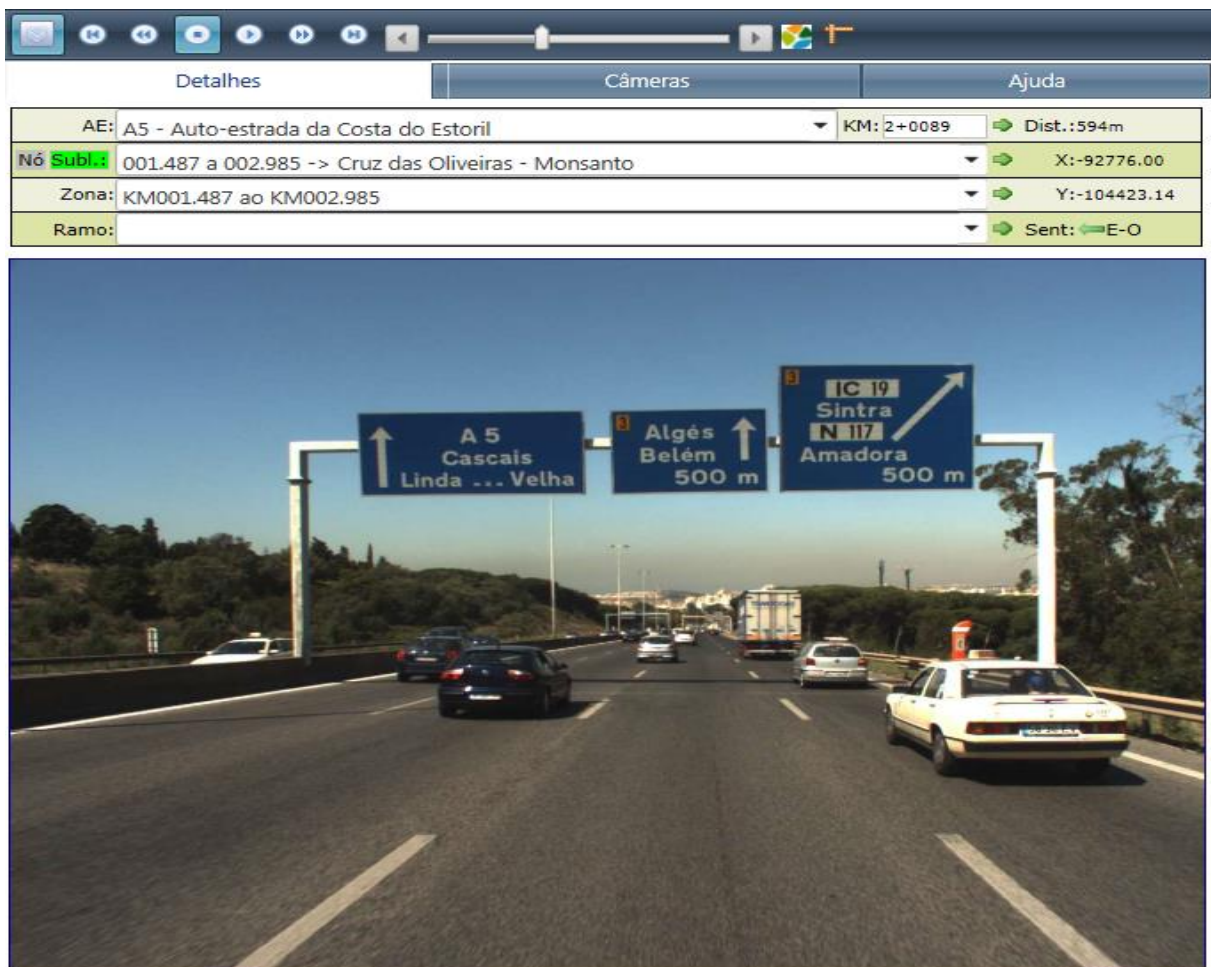 Detalhes
Câmeras
Ajuda
AE: A5 - Auto-estrada da Costa do Estoril KM: 2+0089 Dist.:594m
Nó Subl.: 001.487 a 002.985 -> Cruz das Oliveiras - Monsanto X:-92776.00
Zona: KM001.487 ao KM002.985 Y:-104423.14
Ramo: Sent: E-O
A 5
Cascais
Linda ... Velha
3
Algés
Belém
500 m
3
IC 19
Sintra
N 117
Amadora
500 m